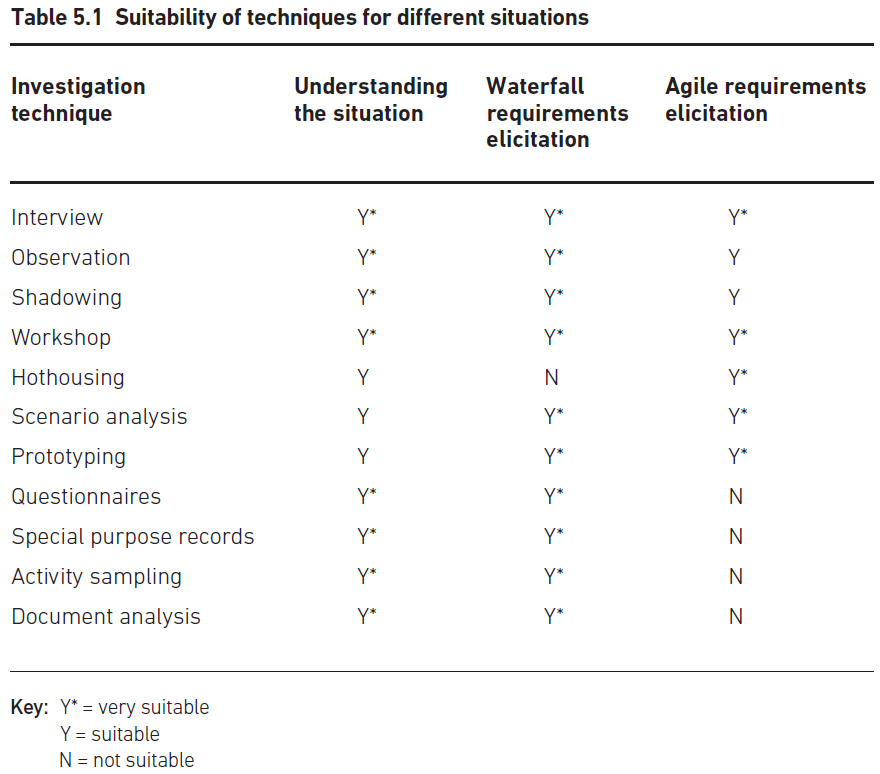 Table 5.1 Suitability of techniques for different situations
Investigation technique Understanding the situation Waterfall requirements elicitation Agile requirements elicitation
Interview Y* Y* Y*
Observation Y* Y* Y
Shadowing Y* Y* Y
Workshop Y* Y* Y*
Hothousing Y N Y*
Scenario analysis Y Y* Y*
Prototyping Y Y* Y*
Questionnaires Y* Y* N
Special purpose records Y* Y* N
Activity sampling Y* Y* N
Document analysis Y* Y* N
Key: Y* = very suitable
Y = suitable
N = not suitable